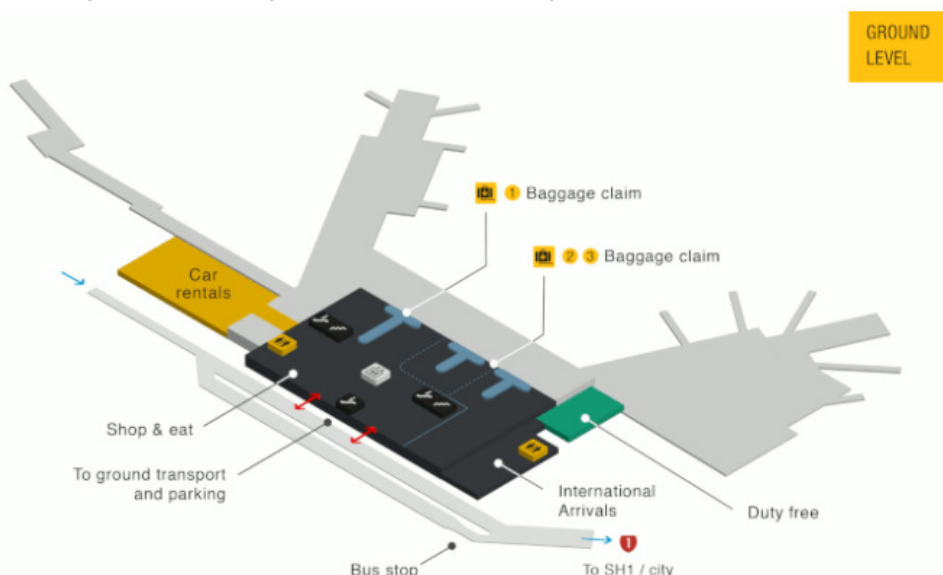 GROUND
LEVEL
1 Baggage claim
2 3 Baggage claim
Car
rentals
Shop & eat
To ground transport
and parking
International
Arrivals
Duty free
1
Bus stop
To SH1 / city